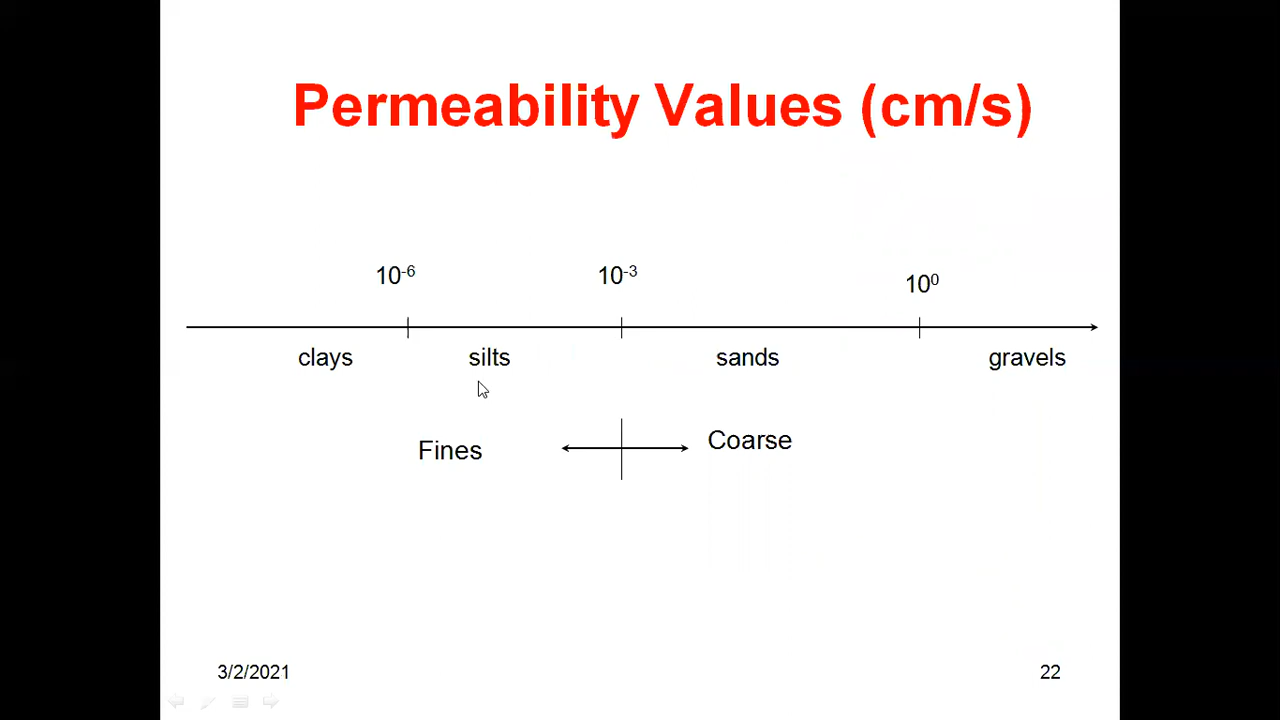 Permeability Values (cm/s)
10⁻⁶ 10⁻³ 10⁰
clays silts sands gravels
Fines Coarse
3/2/2021 22